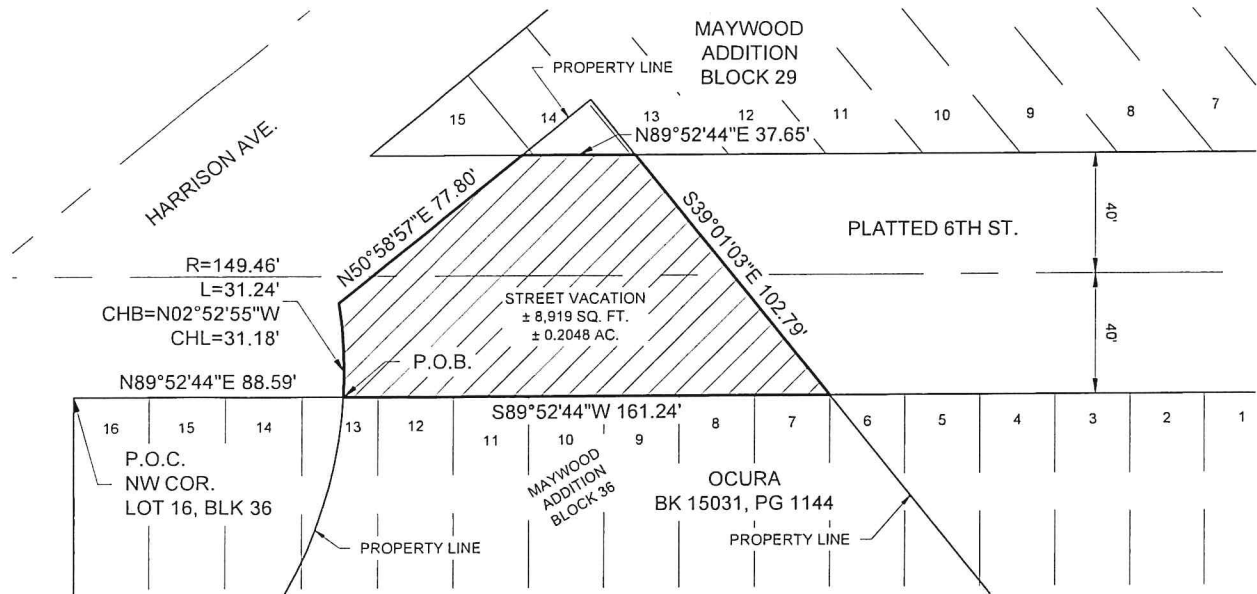 MAYWOOD
ADDITION
BLOCK 29
PROPERTY LINE
15
14
13
12
11
10
9
8
7
N89°52'44"E 37.65'
HARRISON AVE.
N50°58'57"E 77.80'
S39°01'03"E 102.79'
PLATTED 6TH ST.
40'
40'
R=149.46'
L=31.24'
CHB=N02°52'55"W
CHL=31.18'
STREET VACATION
± 8,919 SQ. FT.
± 0.2048 AC.
P.O.B.
N89°52'44"E 88.59'
S89°52'44"W 161.24'
16
15
14
13
12
11
10
9
8
7
6
5
4
3
2
1
P.O.C.
NW COR.
LOT 16, BLK 36
MAYWOOD
ADDITION
BLOCK 36
OCURA
BK 15031, PG 1144
PROPERTY LINE
PROPERTY LINE